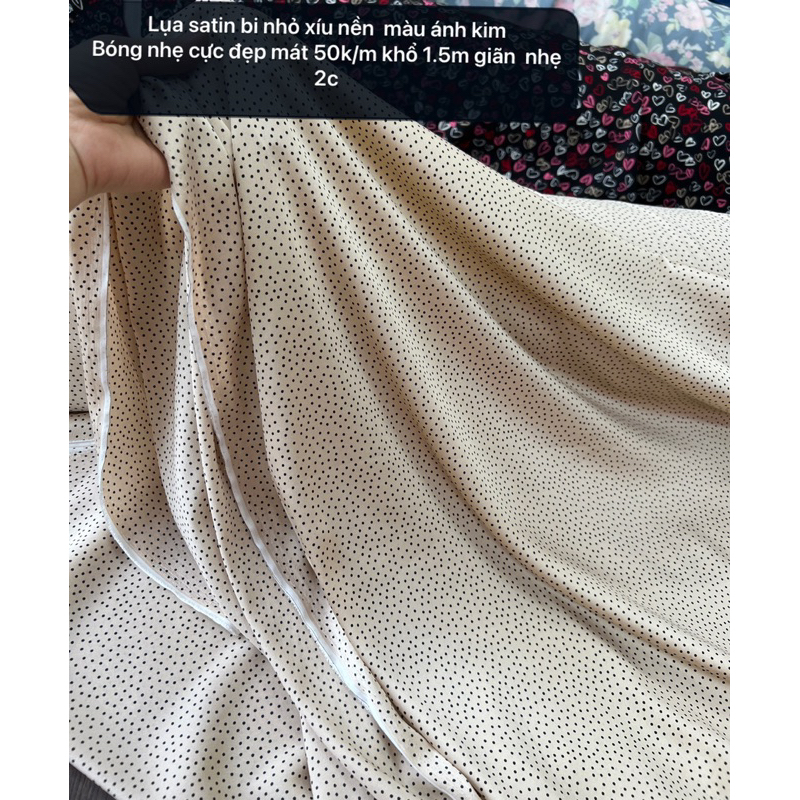 Lụa satin bi nhỏ xíu nền màu ánh kim
Bóng nhẹ cực đẹp mát 50k/m khổ 1.5m giãn nhẹ
2c